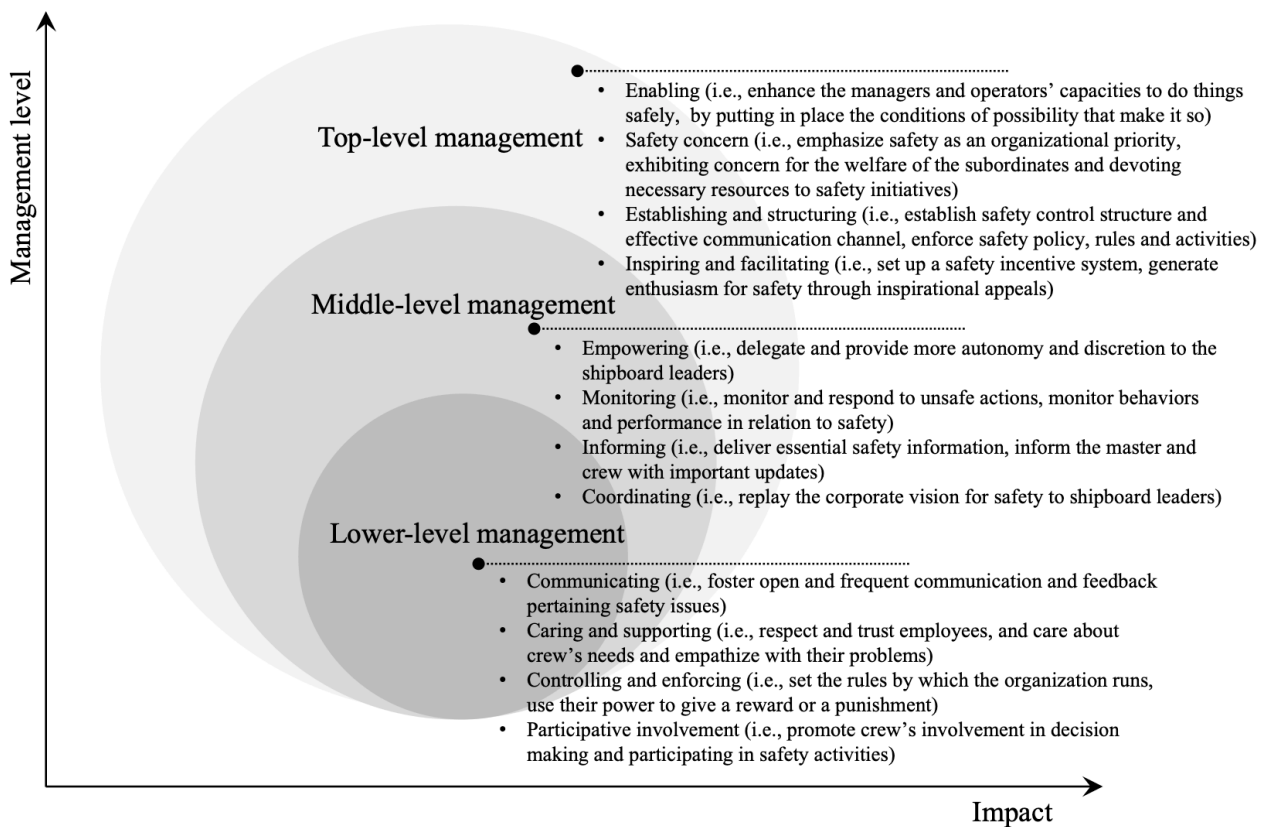 Management level
Top-level management
• Enabling (i.e., enhance the managers and operators’ capacities to do things
safely,  by putting in place the conditions of possibility that make it so)
• Safety concern (i.e., emphasize safety as an organizational priority,
exhibiting concern for the welfare of the subordinates and devoting
necessary resources to safety initiatives)
• Establishing and structuring (i.e., establish safety control structure and
effective communication channel, enforce safety policy, rules and activities)
• Inspiring and facilitating (i.e., set up a safety incentive system, generate
enthusiasm for safety through inspirational appeals)
Middle-level management
• Empowering (i.e., delegate and provide more autonomy and discretion to the
shipboard leaders)
• Monitoring (i.e., monitor and respond to unsafe actions, monitor behaviors
and performance in relation to safety)
• Informing (i.e., deliver essential safety information, inform the master and
crew with important updates)
• Coordinating (i.e., replay the corporate vision for safety to shipboard leaders)
Lower-level management
• Communicating (i.e., foster open and frequent communication and feedback
pertaining safety issues)
• Caring and supporting (i.e., respect and trust employees, and care about
crew’s needs and empathize with their problems)
• Controlling and enforcing (i.e., set the rules by which the organization runs,
use their power to give a reward or a punishment)
• Participative involvement (i.e., promote crew’s involvement in decision
making and participating in safety activities)
Impact